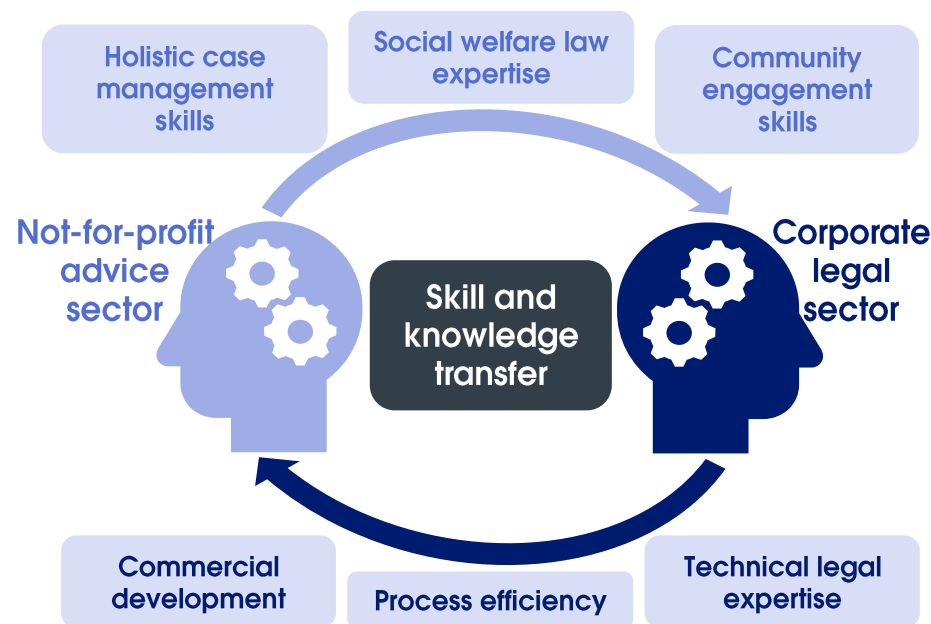 Holistic case
management
skills
Social welfare law
expertise
Community
engagement
skills
Not-for-profit
advice
sector
Skill and
knowledge
transfer
Corporate
legal
sector
Commercial
development
Process efficiency
Technical legal
expertise